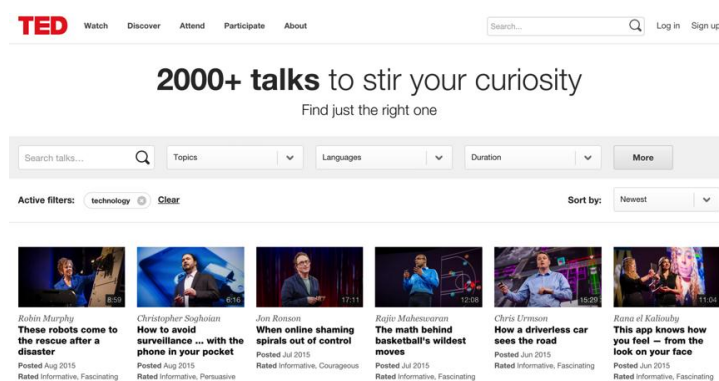 TED Watch Discover Attend Participate About Search... Log in Sign up
2000+ talks to stir your curiosity
Find just the right one
Search talks... Topics Languages Duration More
Active filters: technology Clear Sort by: Newest
8:59 6:16 17:11 12:08 15:29 11:04
Robin Murphy
These robots come to
the rescue after a
disaster
Posted Aug 2015
Rated Informative, Fascinating
Christopher Soghoian
How to avoid
surveillance ... with the
phone in your pocket
Posted Aug 2015
Rated Informative, Persuasive
Jon Ronson
When online shaming
spirals out of control
Posted Jul 2015
Rated Informative, Courageous
Rajiv Maheswaran
The math behind
basketball's wildest
moves
Posted Jul 2015
Rated Informative, Fascinating
Chris Urmson
How a driverless car
sees the road
Posted Jun 2015
Rated Informative, Fascinating
Rana el Kaliouby
This app knows how
you feel — from the
look on your face
Posted Jun 2015
Rated Informative, Fascinating